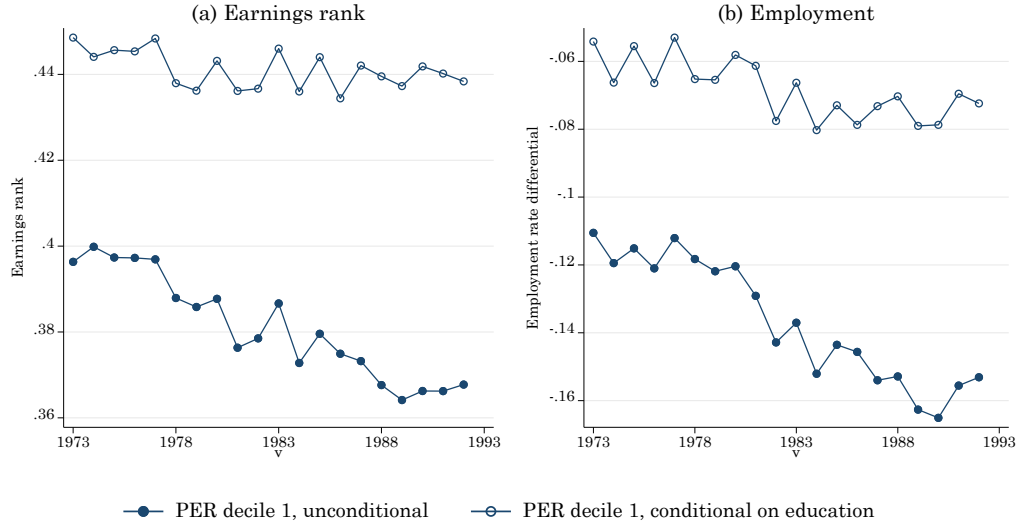 (a) Earnings rank
Earnings rank
.44
.42
.4
.38
.36
1973 1978 1983 1988 1993
v
(b) Employment
Employment rate differential
-.06
-.08
-.1
-.12
-.14
-.16
1973 1978 1983 1988 1993
v
PER decile 1, unconditional PER decile 1, conditional on education